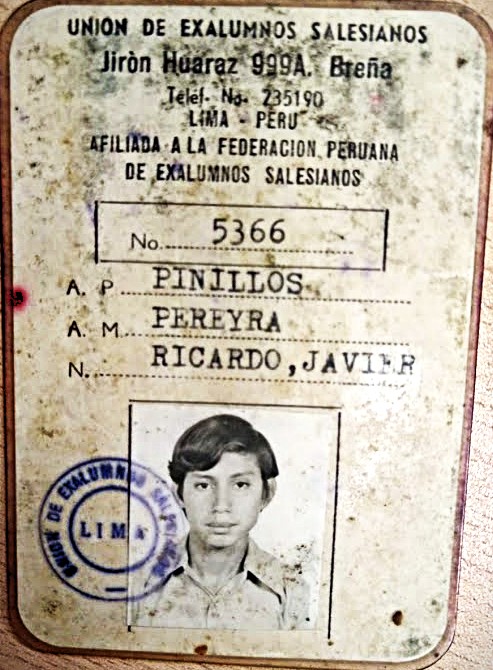 UNION DE EXALUMNOS SALESIANOS
Jiròn Huaraz 999A. Breña
Teléf- No- 235190
LIMA - PERU
AFILIADA A LA FEDERACION PERUANA
DE EXALUMNOS SALESIANOS
No. 5366
A. P. PINILLOS
A. M. PEREYRA
N. RICARDO, JAVIER
UNION DE EXALUMNOS SALESIANOS
LIMA